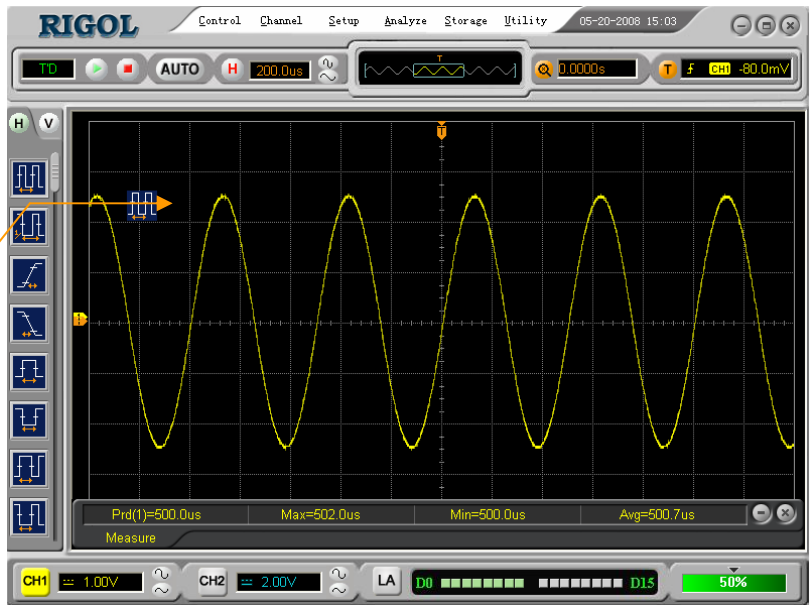 RIGOL Control Channel Setup Analyze Storage Utility 05-20-2008 15:03
T'D AUTO H 200.0us T 0.0000s T CH1 -80.0mV
H V
T
1
1
Prd(1)=500.0us Max=502.0us Min=500.0us Avg=500.7us
Measure
CH1 1.00V CH2 2.00V LA D0 D15 50%